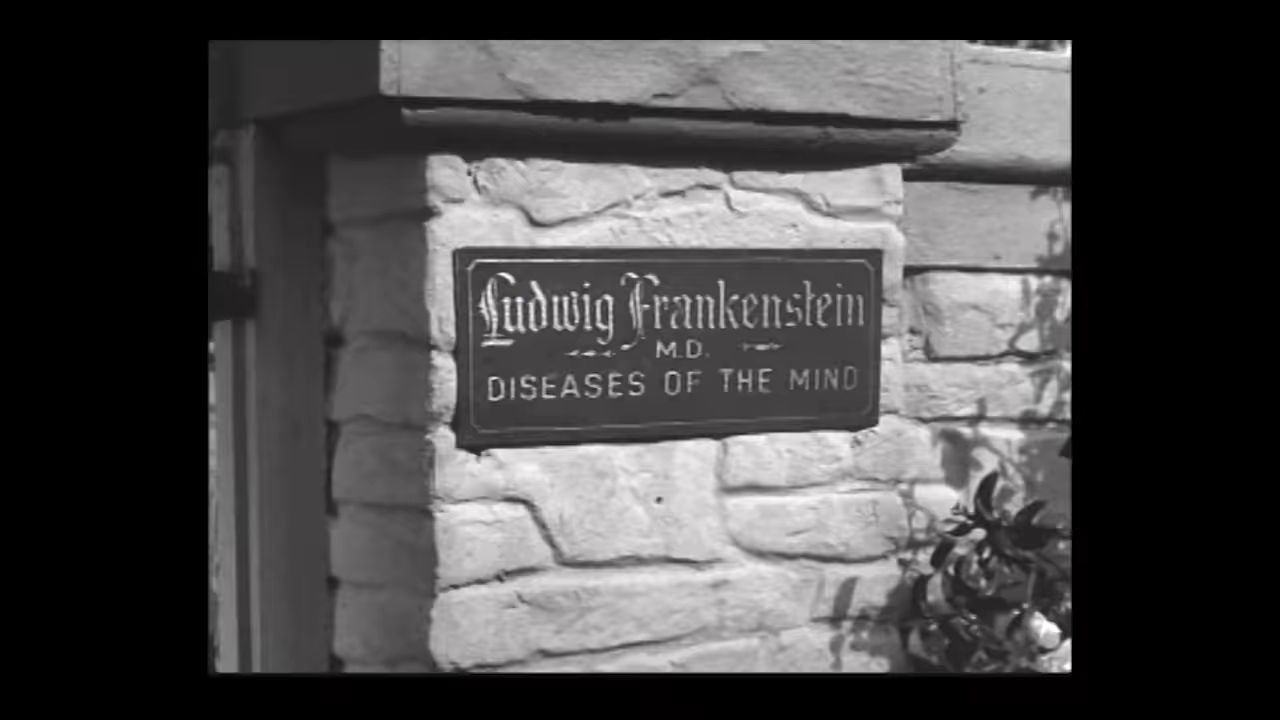 Ludwig Frankenstein
M.D.
DISEASES OF THE MIND